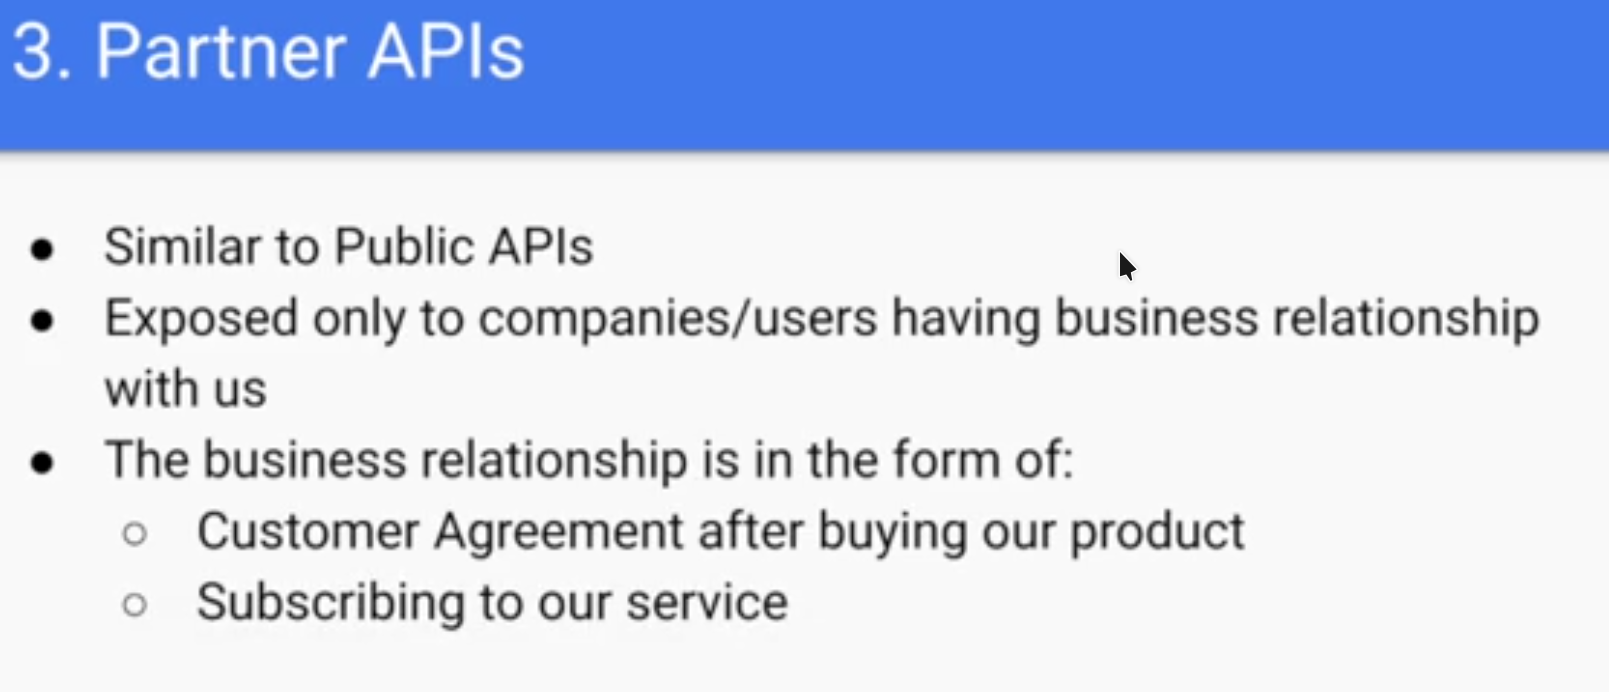 3. Partner APIs
● Similar to Public APIs
● Exposed only to companies/users having business relationship
with us
● The business relationship is in the form of:
○ Customer Agreement after buying our product
○ Subscribing to our service